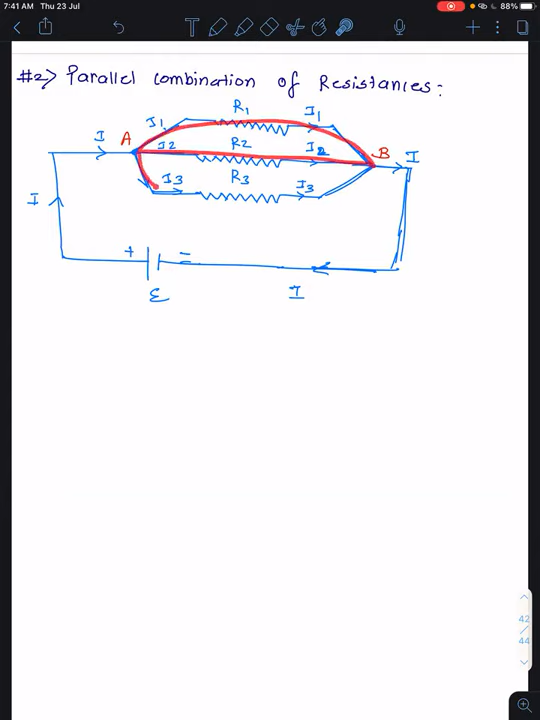 7:41 AM Thu 23 Jul
88%
#2) Parallel combination of Resistances:
R1
I1 I1
A I I2 R2 I2 B I
I3 R3 I3
I
+ =
ε I
42
/
44